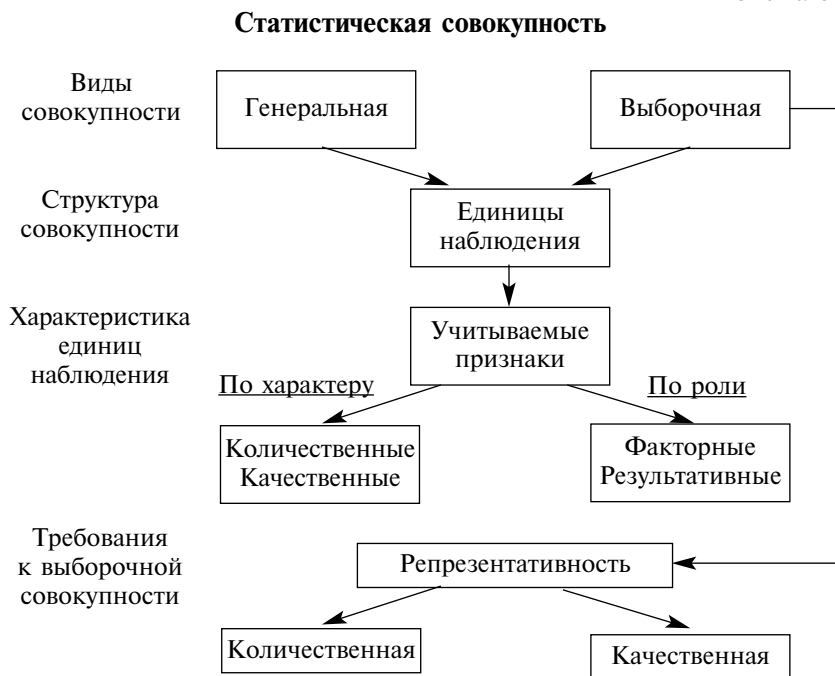 Статистическая совокупность
Виды
совокупности
Генеральная
Выборочная
Структура
совокупности
Единицы
наблюдения
Характеристика
единиц
наблюдения
Учитываемые
признаки
По характеру
По роли
Количественные
Качественные
Факторные
Результативные
Требования
к выборочной
совокупности
Репрезентативность
Количественная
Качественная